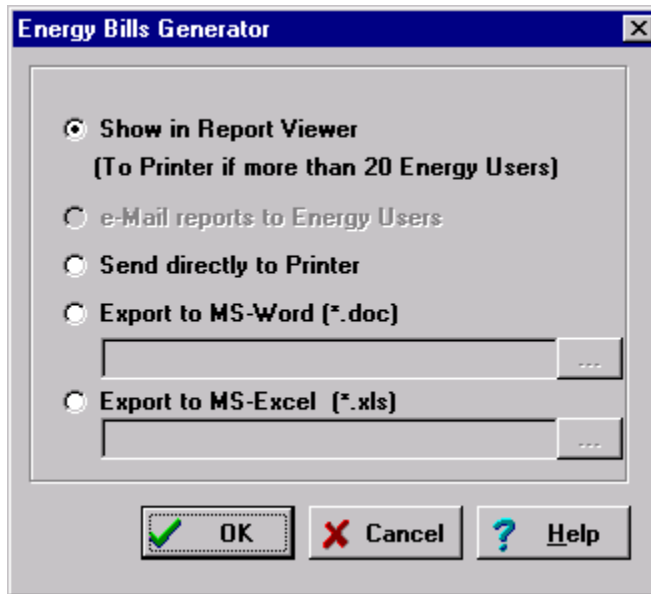 Energy Bills Generator
Show in Report Viewer
(To Printer if more than 20 Energy Users)
e-Mail reports to Energy Users
Send directly to Printer
Export to MS-Word (*.doc)
...
Export to MS-Excel (*.xls)
...
OK Cancel Help